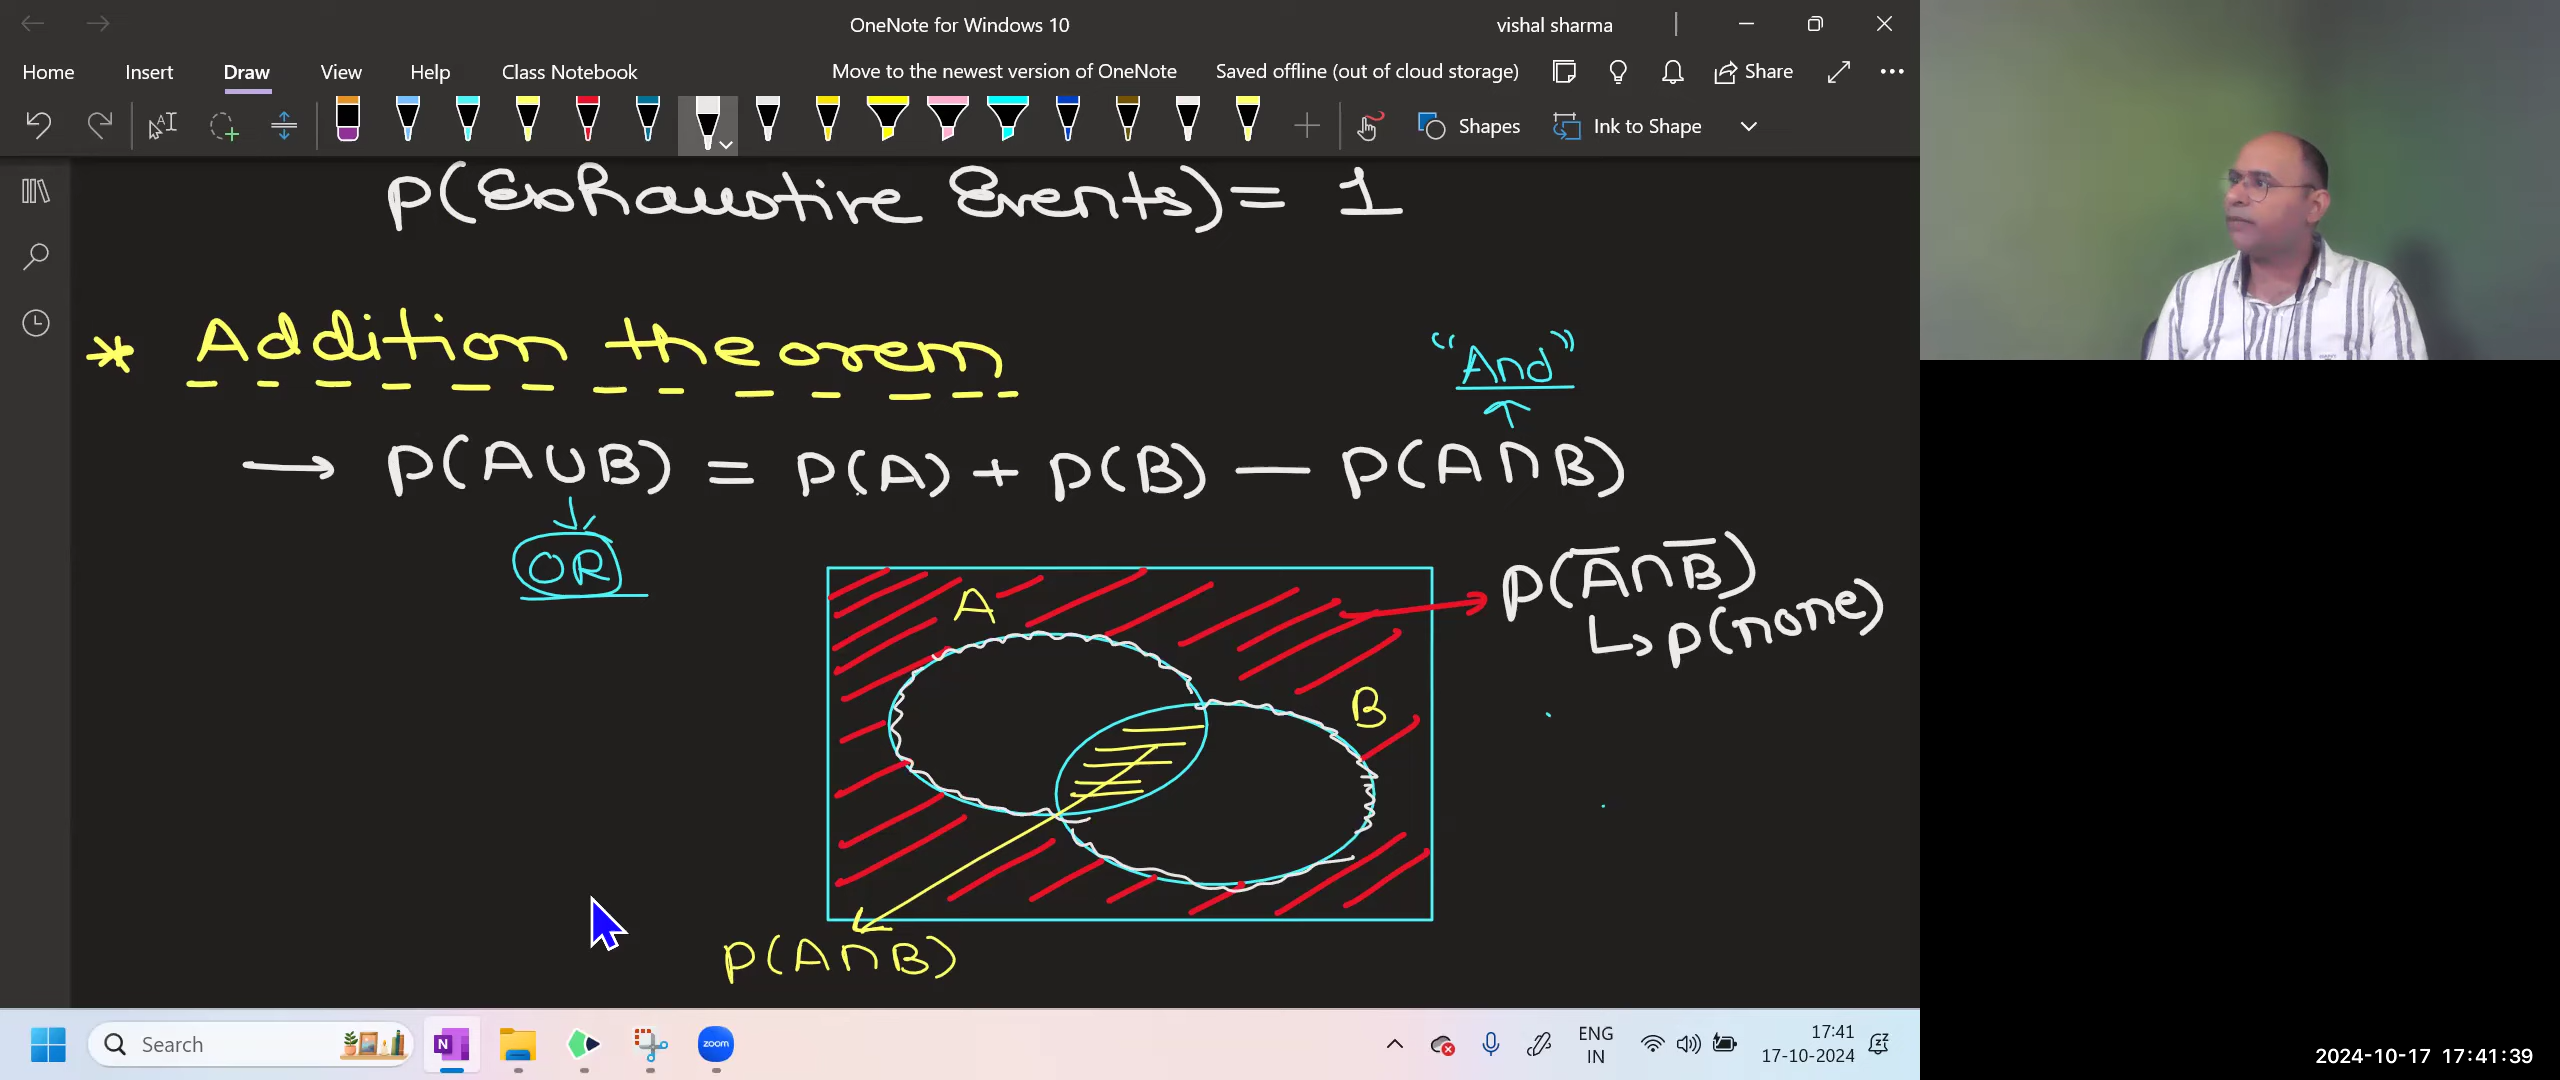 OneNote for Windows 10
vishal sharma
Home Insert Draw View Help Class Notebook
Move to the newest version of OneNote Saved offline (out of cloud storage) Share
Shapes Ink to Shape
P(Exhaustive Events) = 1
* Addition theorem
"And"
→ P(A∪B) = P(A) + P(B) — P(A∩B)
OR
P(A̅∩B̅)
↳ P(none)
A
B
P(A∩B)
Search
N
zoom
ENG
IN
17:41
17-10-2024
2024-10-17 17:41:39